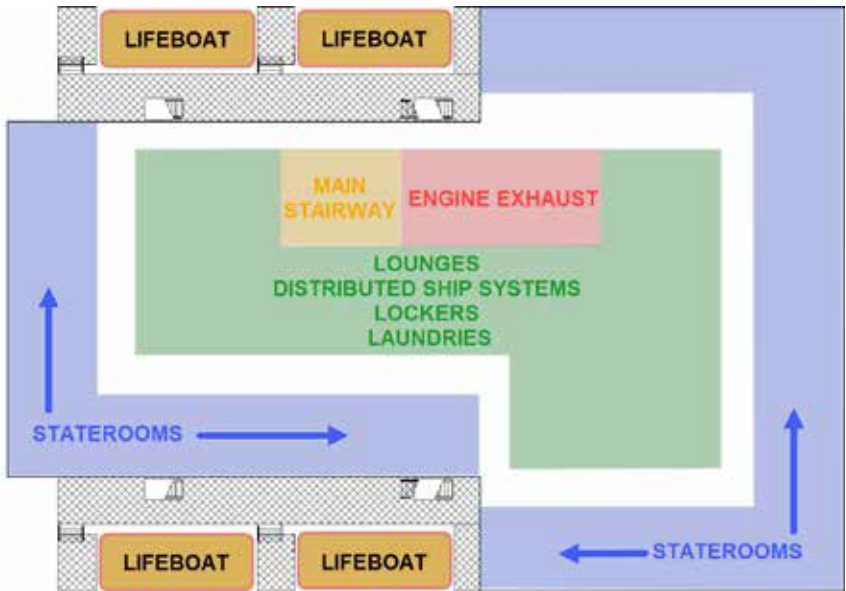 LIFEBOAT
LIFEBOAT
MAIN
STAIRWAY
ENGINE EXHAUST
LOUNGES
DISTRIBUTED SHIP SYSTEMS
LOCKERS
LAUNDRIES
STATEROOMS
STATEROOMS
LIFEBOAT
LIFEBOAT